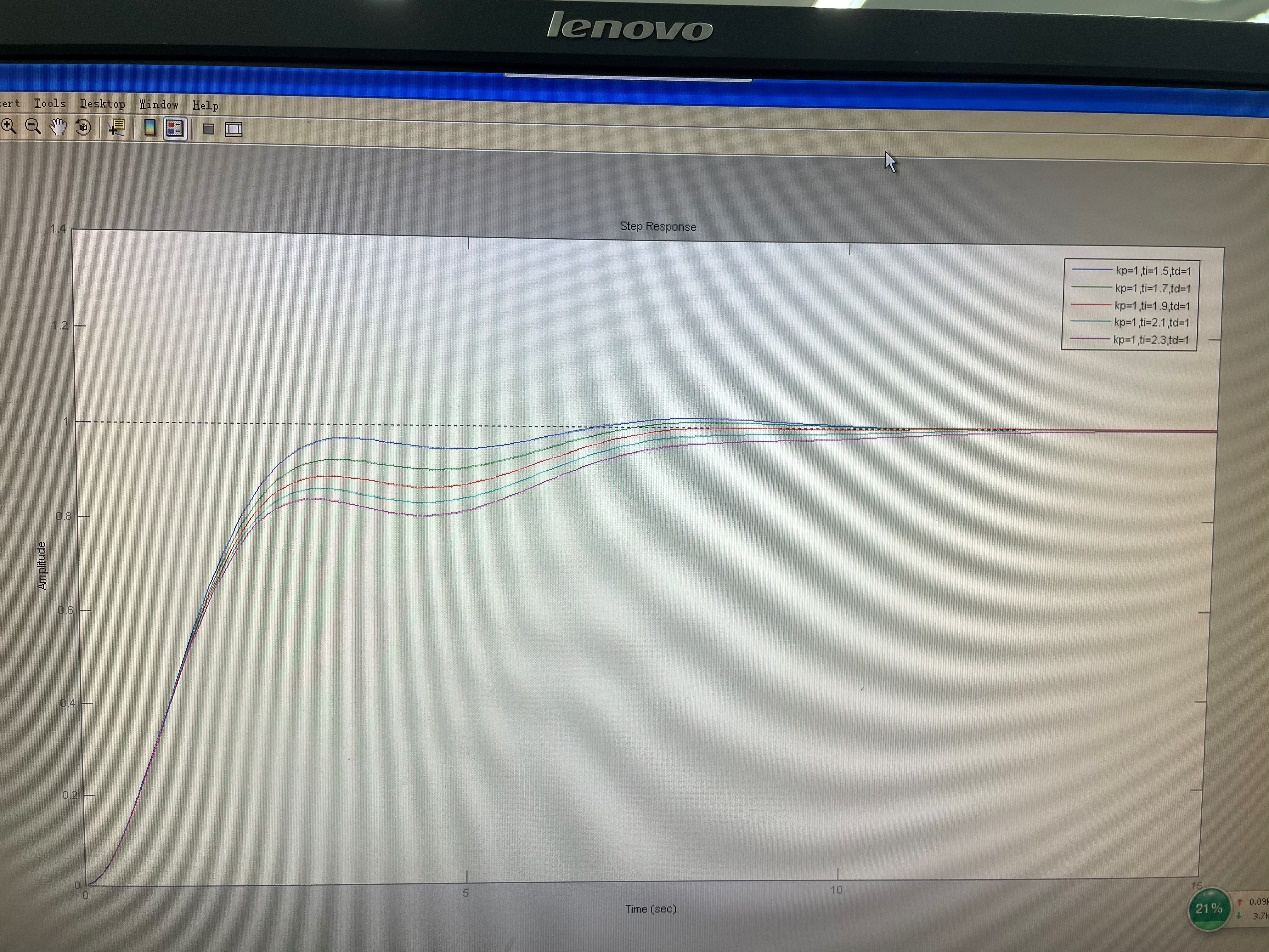 lenovo
Tools Desktop Window Help
Step Response
1.4
kp=1,ti=1.5,td=1
kp=1,ti=1.7,td=1
kp=1,ti=1.9,td=1
kp=1,ti=2.1,td=1
kp=1,ti=2.3,td=1
1.2
1
0.8
Amplitude
0.6
0.4
0.2
0
0
5
10
15
Time (sec)
21%